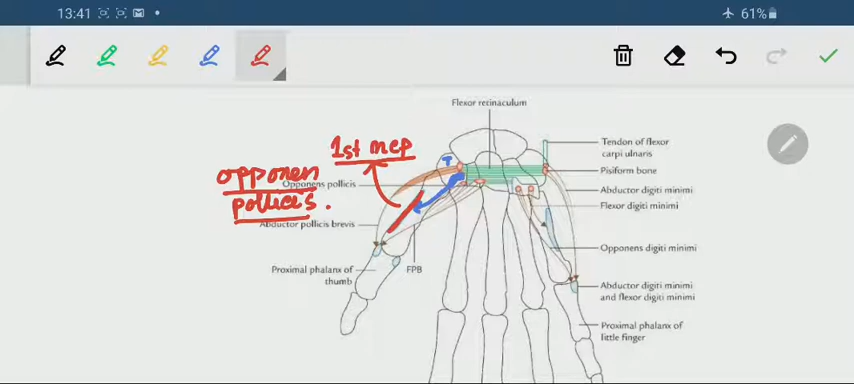 13:41
61%
Flexor recinaculum
1st mcp
opponen
pollicis.
T
Opponens pollicis
Abductor pollicis brevis
Proximal phalanx of
thumb
FPB
Tendon of flexor
carpi ulnaris
Pisiform bone
Abductor digiti minimi
Flexor digiti minimi
Opponens digiti minimi
Abductor digiti minimi
and flexor digiti minimi
Proximal phalanx of
little finger